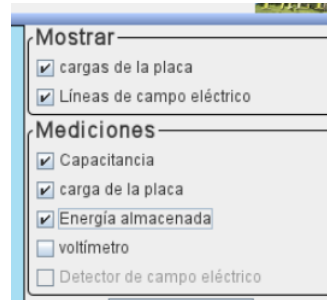 Mostrar
cargas de la placa
Líneas de campo eléctrico
Mediciones
Capacitancia
carga de la placa
Energía almacenada
voltímetro
Detector de campo eléctrico